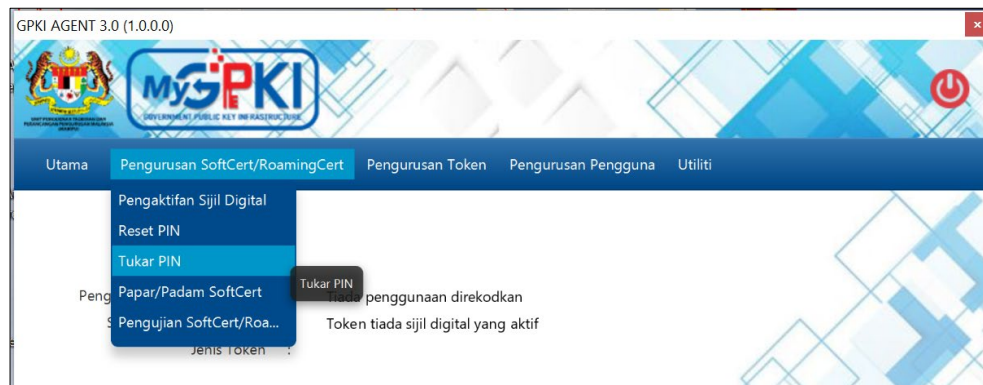 GPKI AGENT 3.0 (1.0.0.0)
MyGPKI
GOVERNMENT PUBLIC KEY INFRASTRUCTURE
Utama Pengurusan SoftCert/RoamingCert Pengurusan Token Pengurusan Pengguna Utiliti
Pengaktifan Sijil Digital
Reset PIN
Tukar PIN
Tukar PIN
Peng
Papar/Padam SoftCert
Tiada penggunaan direkodkan
Pengujian SoftCert/Roa...
Token tiada sijil digital yang aktif
Jenis Token :